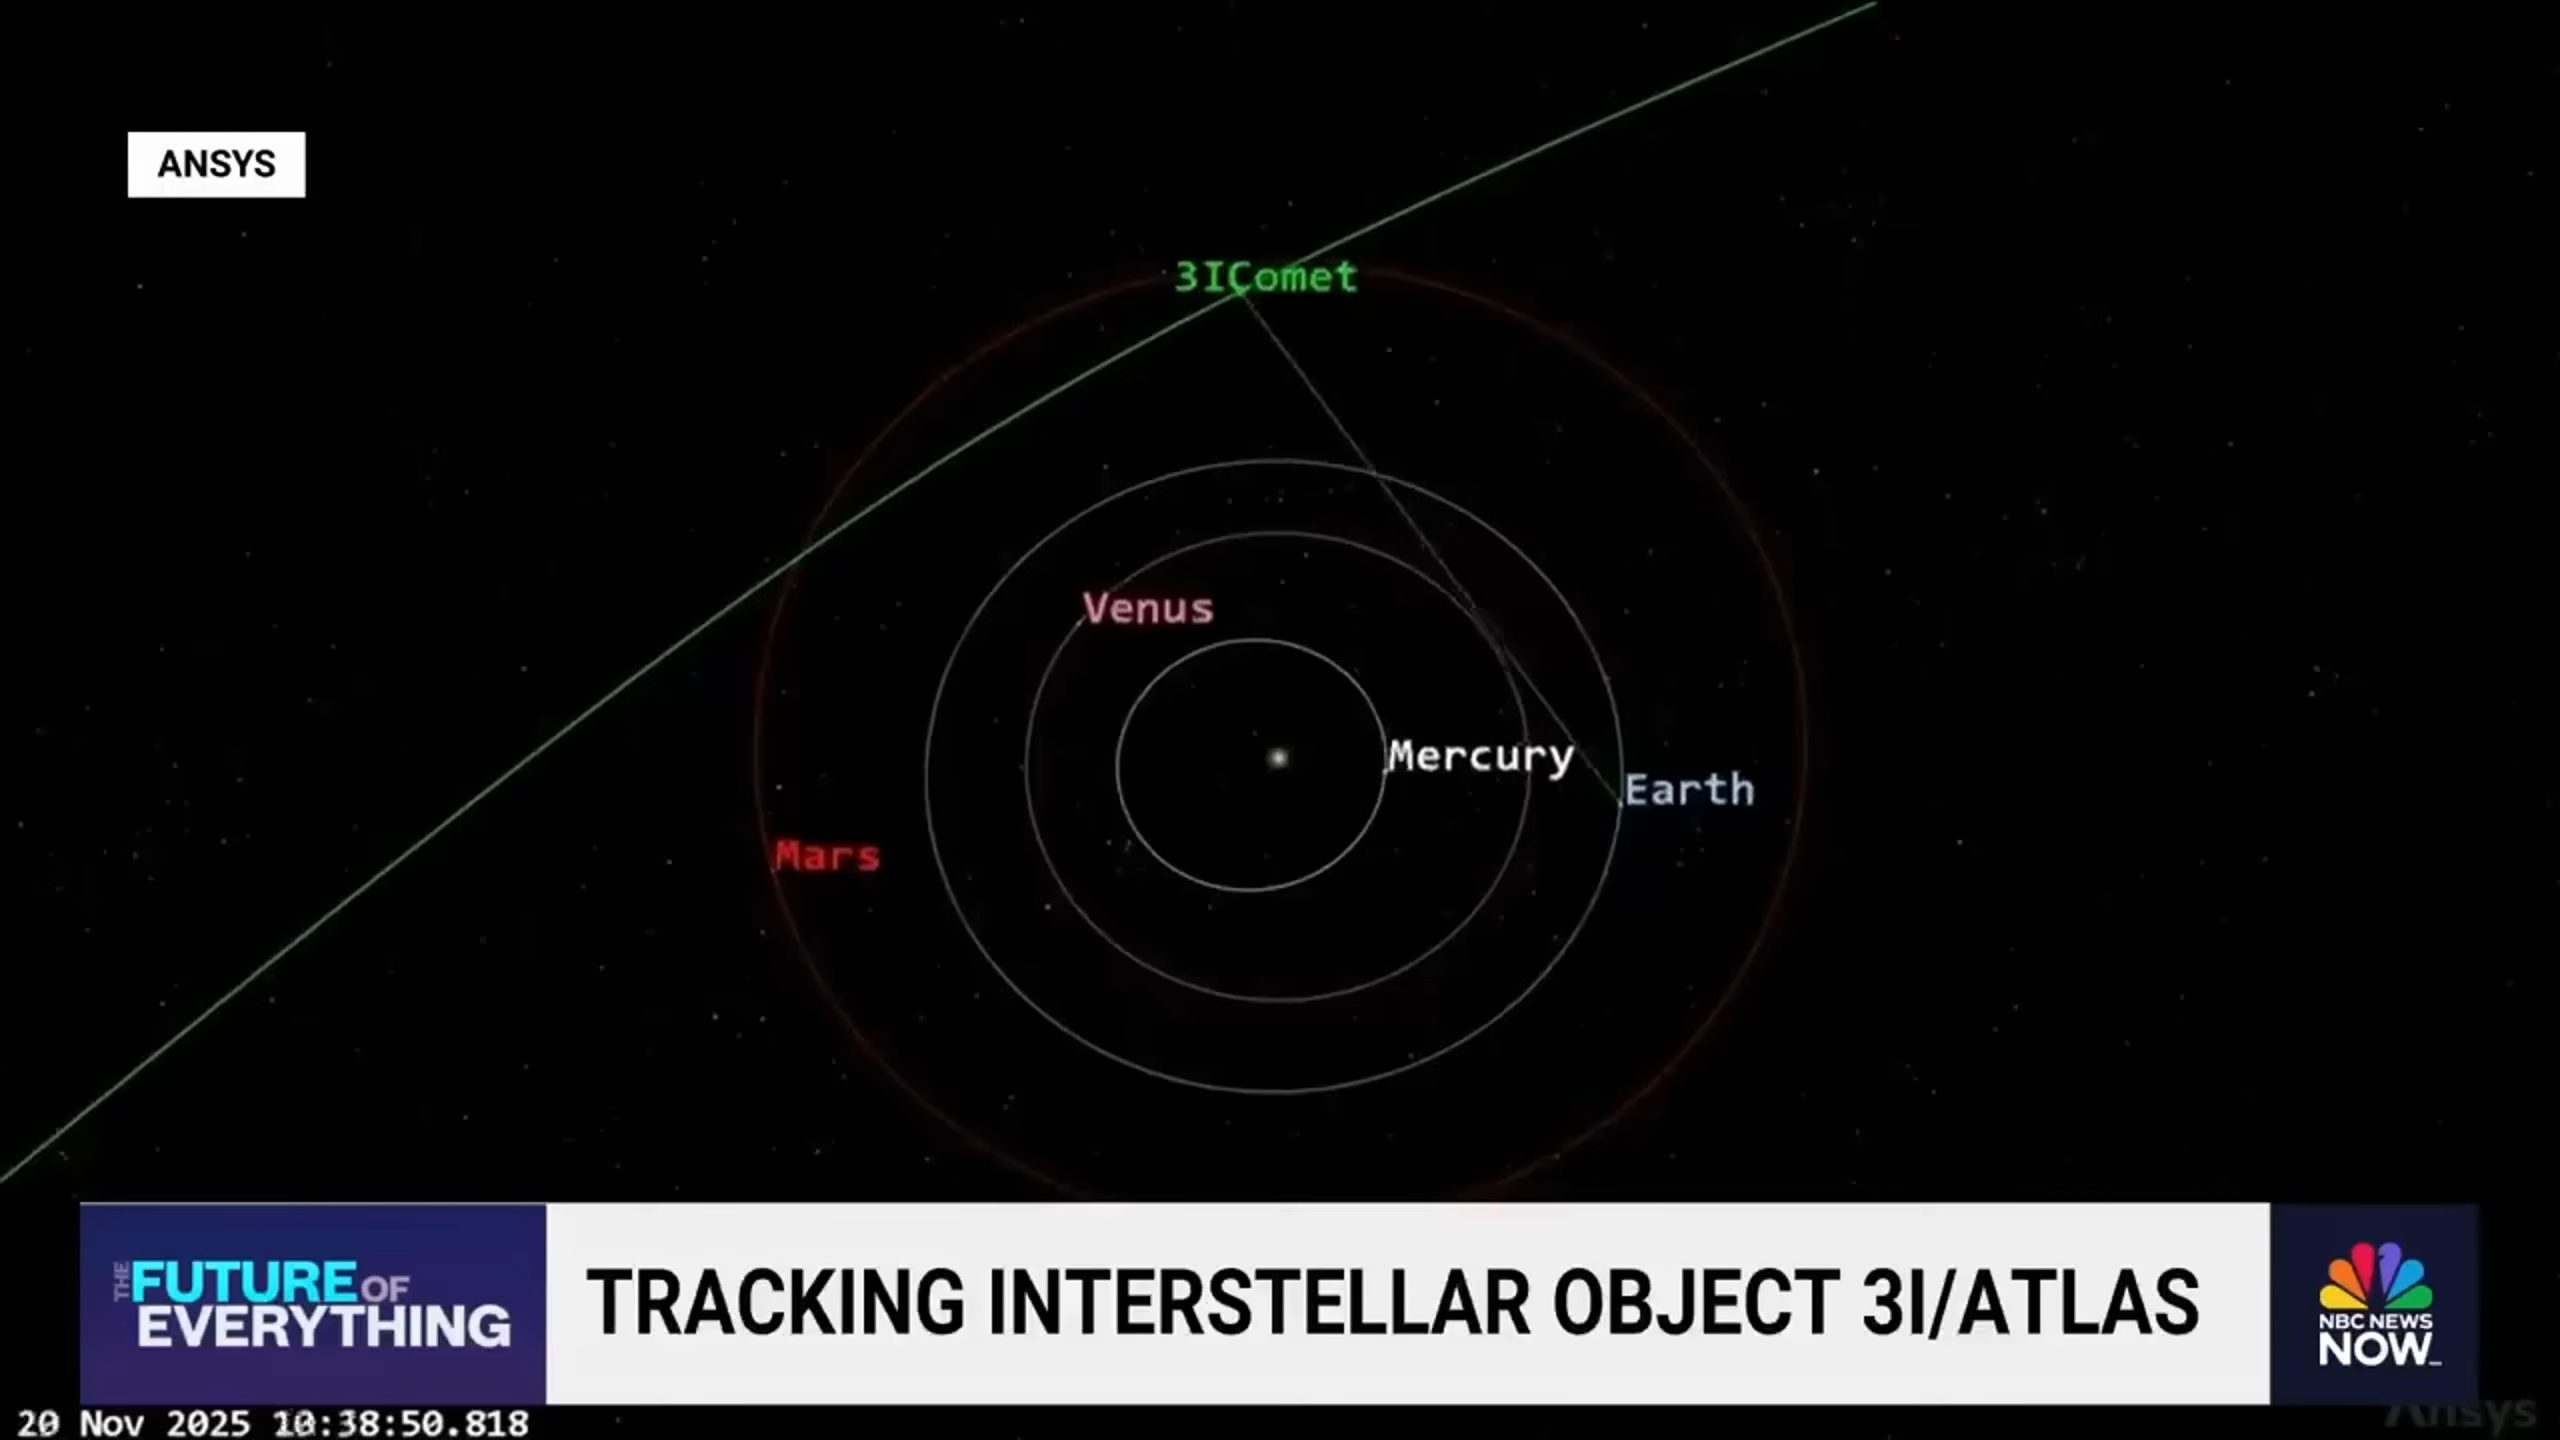 ANSYS
3IComet
Venus
Mercury
Earth
Mars
THE FUTURE OF
EVERYTHING
TRACKING INTERSTELLAR OBJECT 3I/ATLAS
NBC NEWS
NOW
20 Nov 2025 10:38:50.818
Ansys